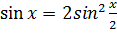 sin x = 2sin² x/2